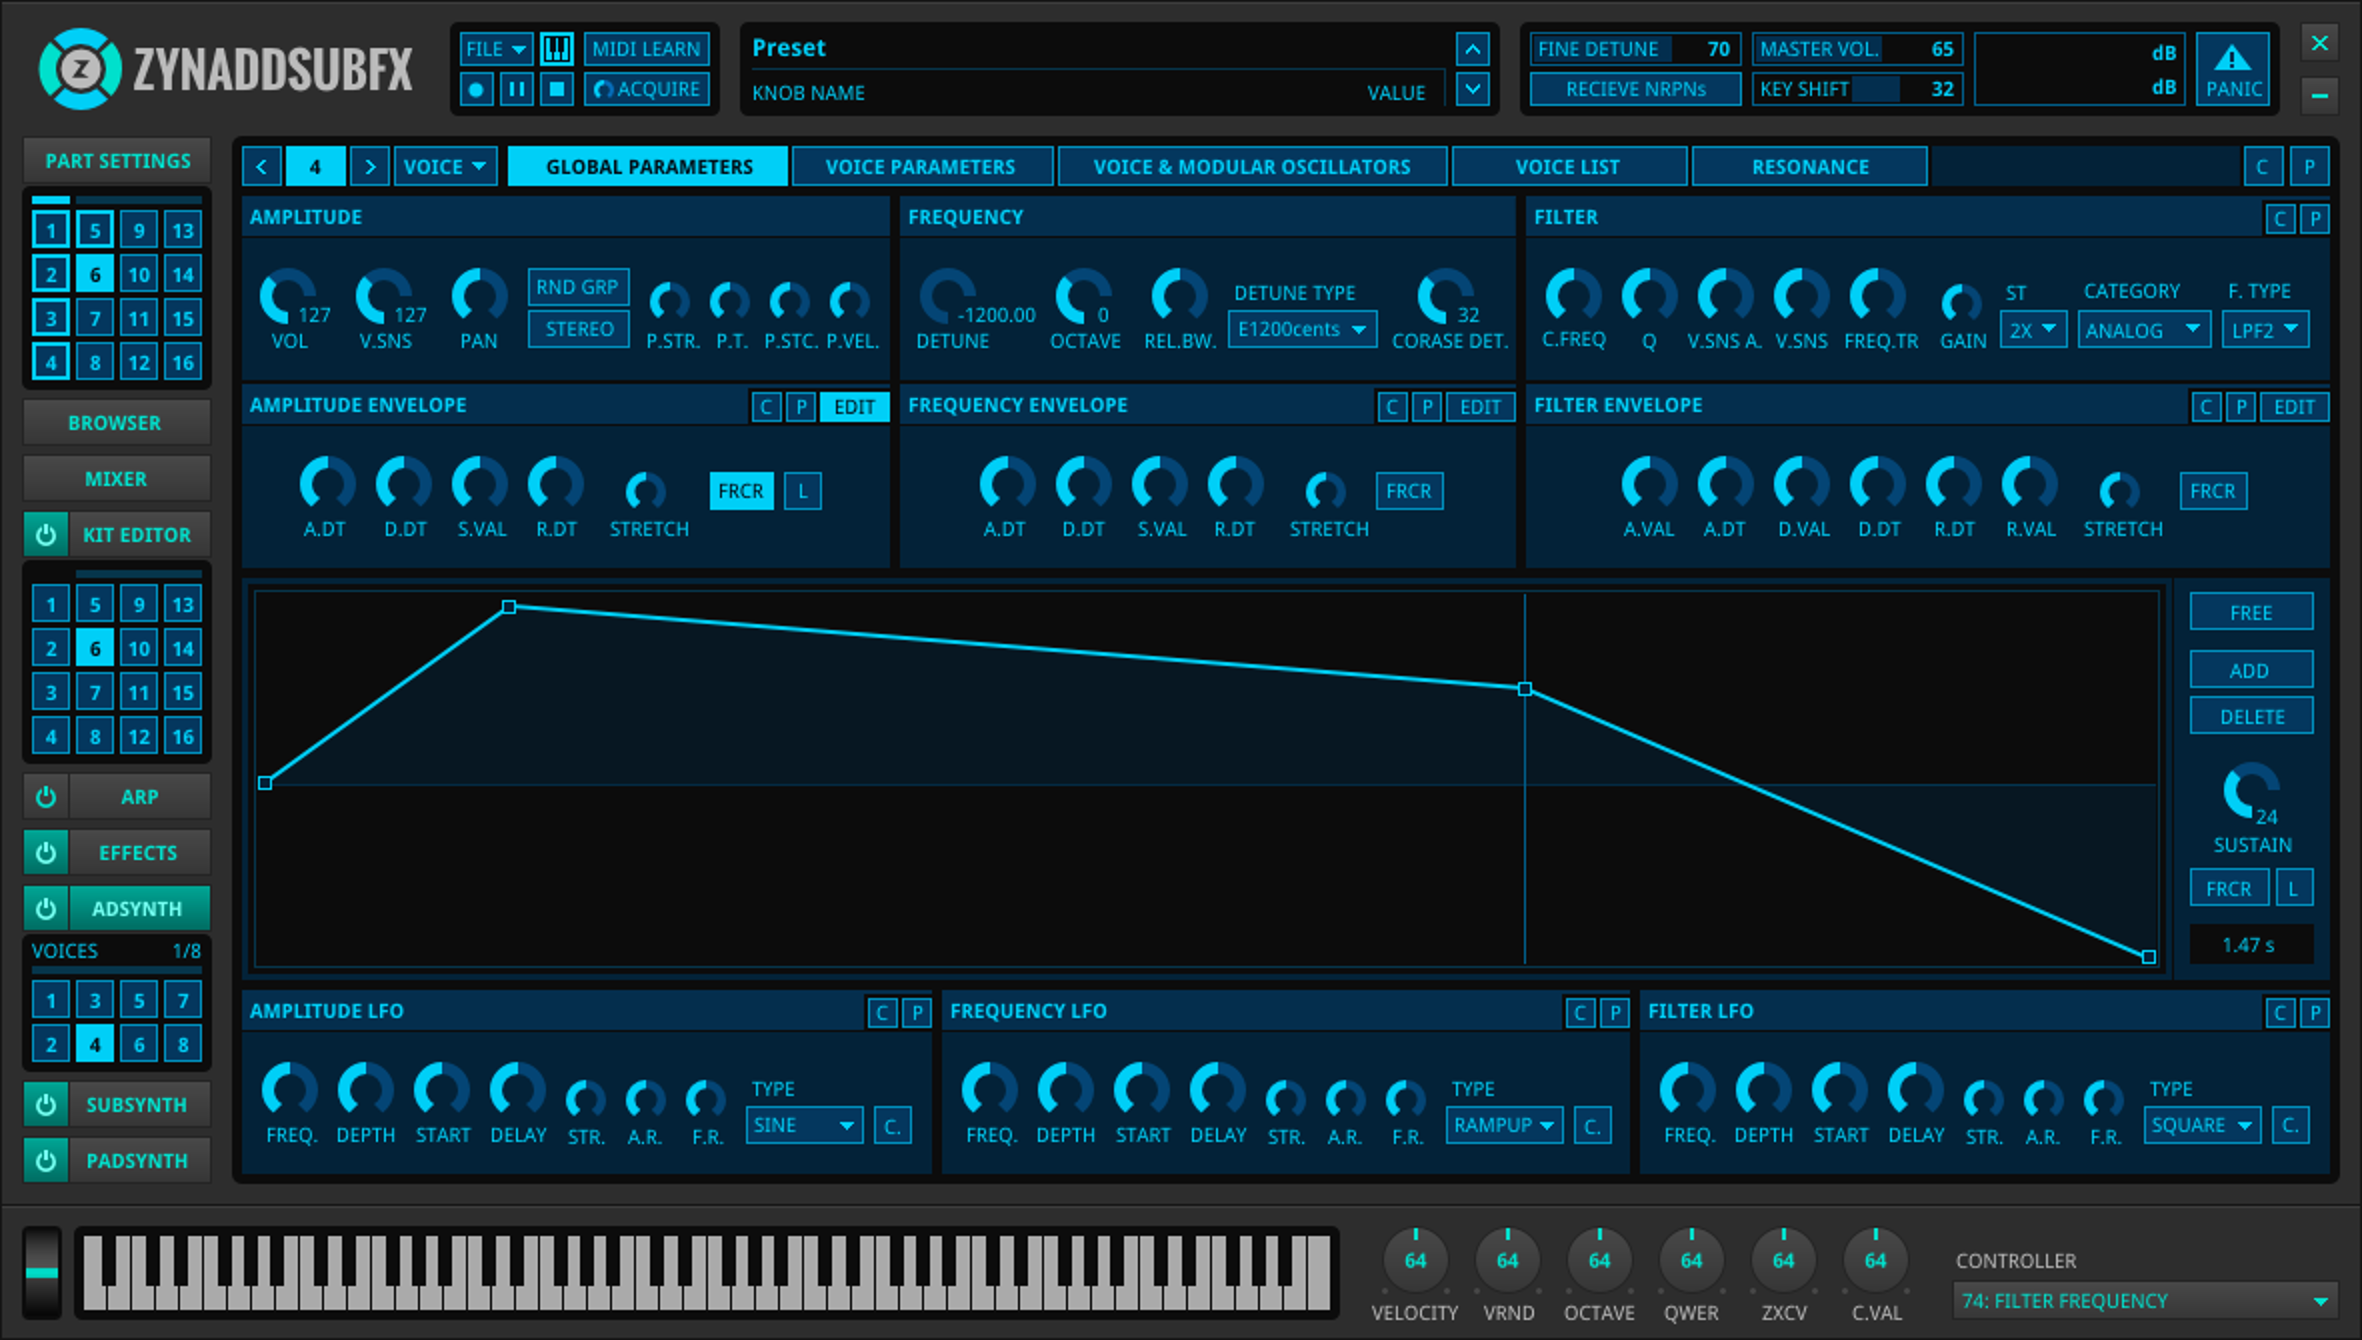 Z ZYNADDSUBFX
FILE MIDI LEARN
ACQUIRE
Preset
KNOB NAME VALUE
FINE DETUNE 70 MASTER VOL. 65 dB
RECIEVE NRPNs KEY SHIFT 32 dB
PANIC
PART SETTINGS
1 5 9 13
2 6 10 14
3 7 11 15
4 8 12 16
BROWSER
MIXER
KIT EDITOR
1 5 9 13
2 6 10 14
3 7 11 15
4 8 12 16
ARP
EFFECTS
ADSYNTH
VOICES 1/8
1 3 5 7
2 4 6 8
SUBSYNTH
PADSYNTH
< 4 > VOICE GLOBAL PARAMETERS VOICE PARAMETERS VOICE & MODULAR OSCILLATORS VOICE LIST RESONANCE C P
AMPLITUDE
RND GRP
127 127 STEREO
VOL V.SNS PAN P.STR. P.T. P.STC. P.VEL.
FREQUENCY
DETUNE TYPE
-1200.00 0 E1200cents 32
DETUNE OCTAVE REL.BW. CORASE DET.
FILTER C P
ST CATEGORY F. TYPE
2X ANALOG LPF2
C.FREQ Q V.SNS A. V.SNS FREQ.TR GAIN
AMPLITUDE ENVELOPE C P EDIT
FRCR L
A.DT D.DT S.VAL R.DT STRETCH
FREQUENCY ENVELOPE C P EDIT
FRCR
A.DT D.DT S.VAL R.DT STRETCH
FILTER ENVELOPE C P EDIT
FRCR
A.VAL A.DT D.VAL D.DT R.DT R.VAL STRETCH
FREE
ADD
DELETE
24
SUSTAIN
FRCR L
1.47 s
AMPLITUDE LFO C P
TYPE
SINE C.
FREQ. DEPTH START DELAY STR. A.R. F.R.
FREQUENCY LFO C P
TYPE
RAMPUP C.
FREQ. DEPTH START DELAY STR. A.R. F.R.
FILTER LFO C P
TYPE
SQUARE C.
FREQ. DEPTH START DELAY STR. A.R. F.R.
64 64 64 64 64 64
VELOCITY VRND OCTAVE QWER ZXCV C.VAL
CONTROLLER
74: FILTER FREQUENCY